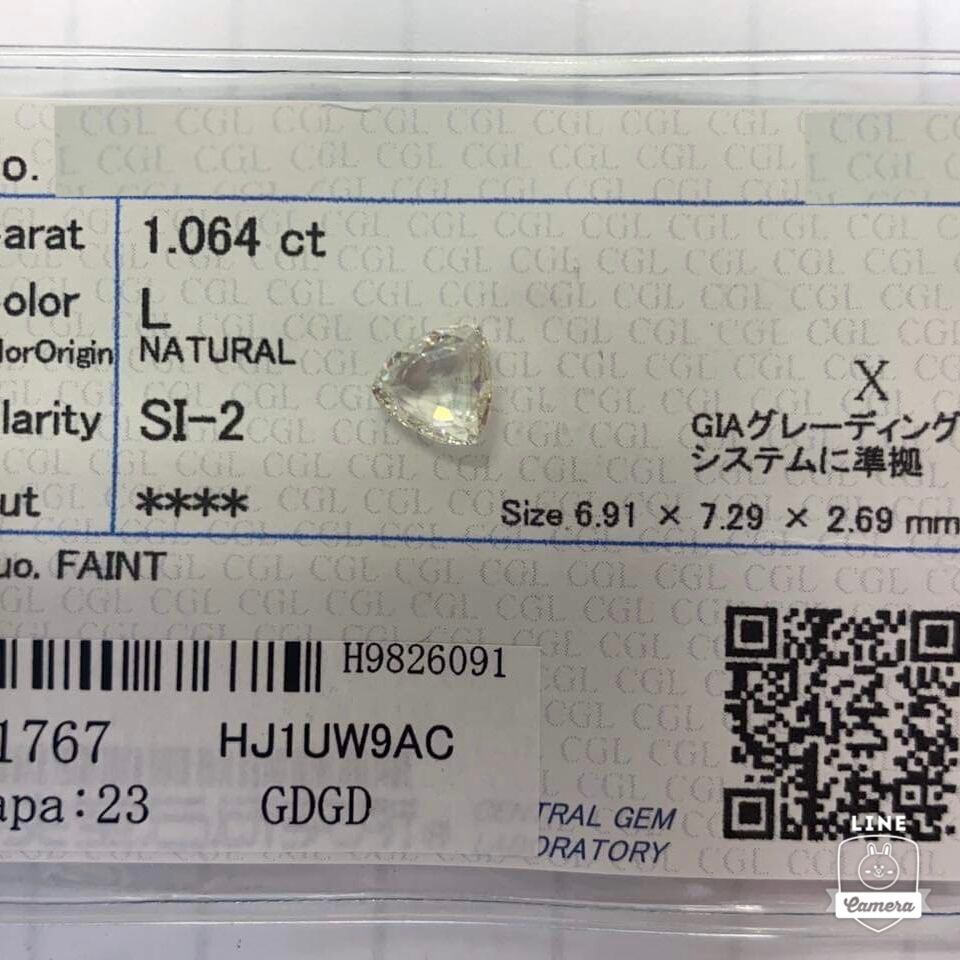 o.
arat 1.064 ct
olor L
lorOrigin NATURAL
larity SI-2
X
GIAグレーディング
システムに準拠
ut ****
Size 6.91 × 7.29 × 2.69 mm
uo. FAINT
H9826091
1767 HJ1UW9AC
apa:23 GDGD
TRAL GEM
ORATORY
LINE
Camera